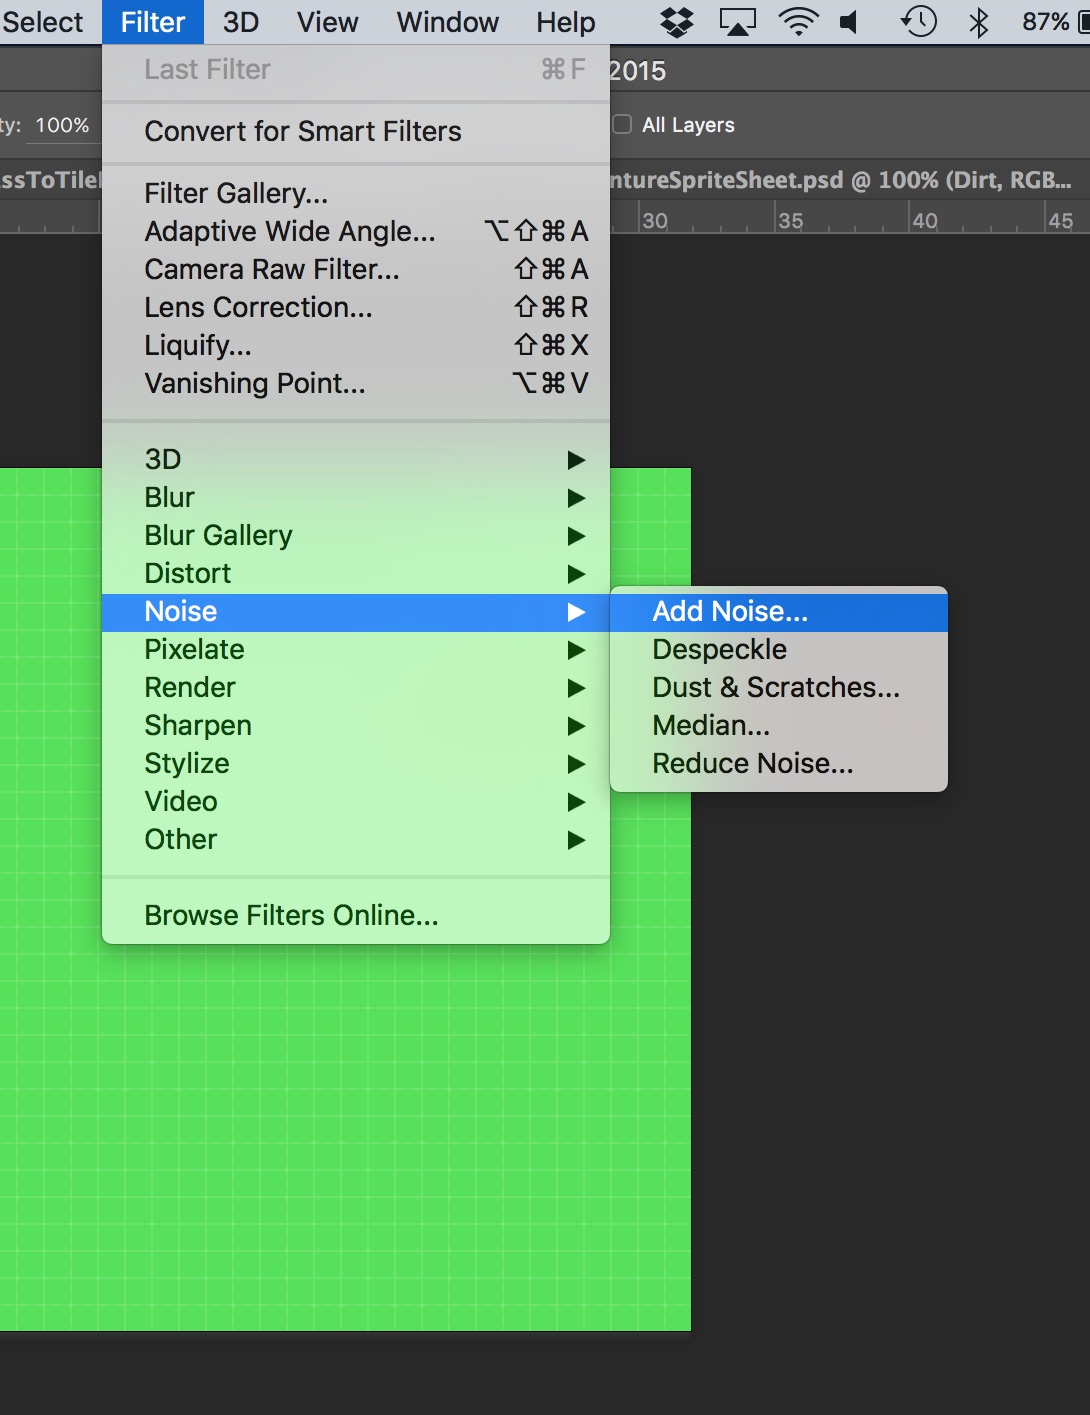 Select Filter 3D View Window Help 87%
Last Filter ⌘F
2015
ty: 100%
Convert for Smart Filters
All Layers
ssToTile
ntureSpriteSheet.psd @ 100% (Dirt, RGB...
Filter Gallery...
30 35 40 45
Adaptive Wide Angle... ⌥⇧⌘A
Camera Raw Filter... ⇧⌘A
Lens Correction... ⇧⌘R
Liquify... ⇧⌘X
Vanishing Point... ⌥⌘V
3D
Blur
Blur Gallery
Distort
Noise
Pixelate
Render
Sharpen
Stylize
Video
Other
Browse Filters Online...
Add Noise...
Despeckle
Dust & Scratches...
Median...
Reduce Noise...